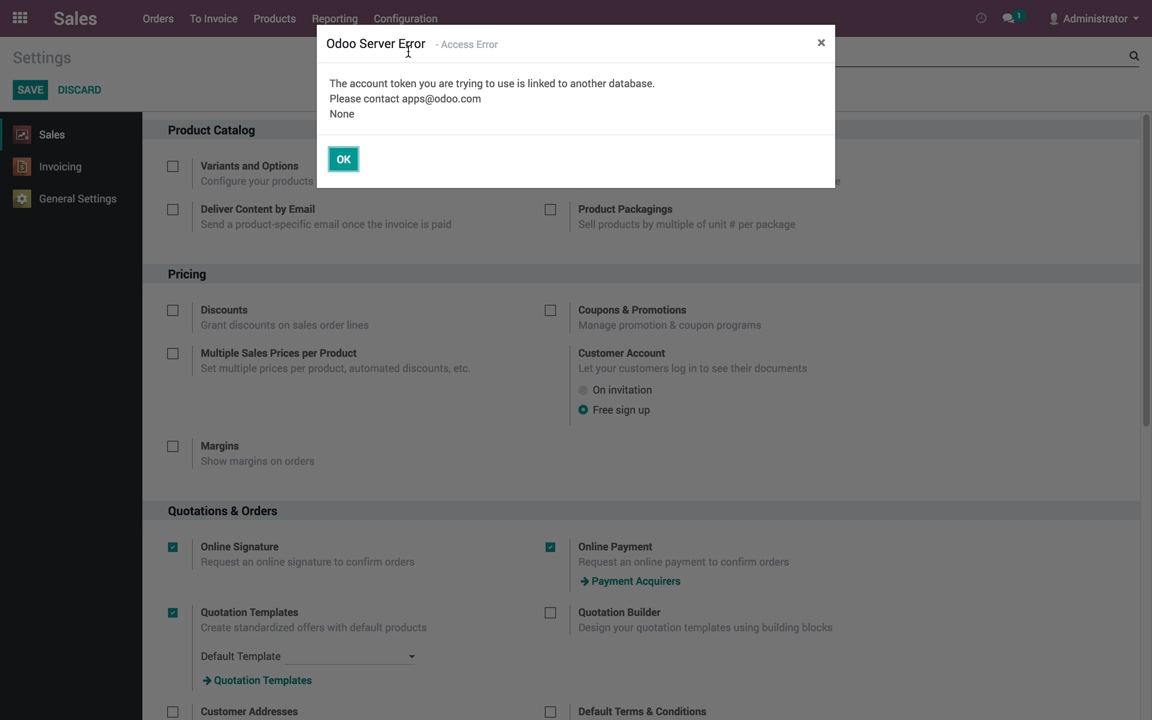 Sales
Orders
To Invoice
Products
Reporting
Configuration
1
Administrator
Odoo Server Error - Access Error
×
The account token you are trying to use is linked to another database.
Please contact apps@odoo.com
None
OK
Settings
SAVE
DISCARD
Sales
Invoicing
General Settings
Product Catalog
Variants and Options
Configure your products
Deliver Content by Email
Send a product-specific email once the invoice is paid
Product Packagings
Sell products by multiple of unit # per package
Pricing
Discounts
Grant discounts on sales order lines
Coupons & Promotions
Manage promotion & coupon programs
Multiple Sales Prices per Product
Set multiple prices per product, automated discounts, etc.
Customer Account
Let your customers log in to see their documents
On invitation
Free sign up
Margins
Show margins on orders
Quotations & Orders
Online Signature
Request an online signature to confirm orders
Online Payment
Request an online payment to confirm orders
Payment Acquirers
Quotation Templates
Create standardized offers with default products
Default Template
Quotation Templates
Quotation Builder
Design your quotation templates using building blocks
Customer Addresses
Default Terms & Conditions